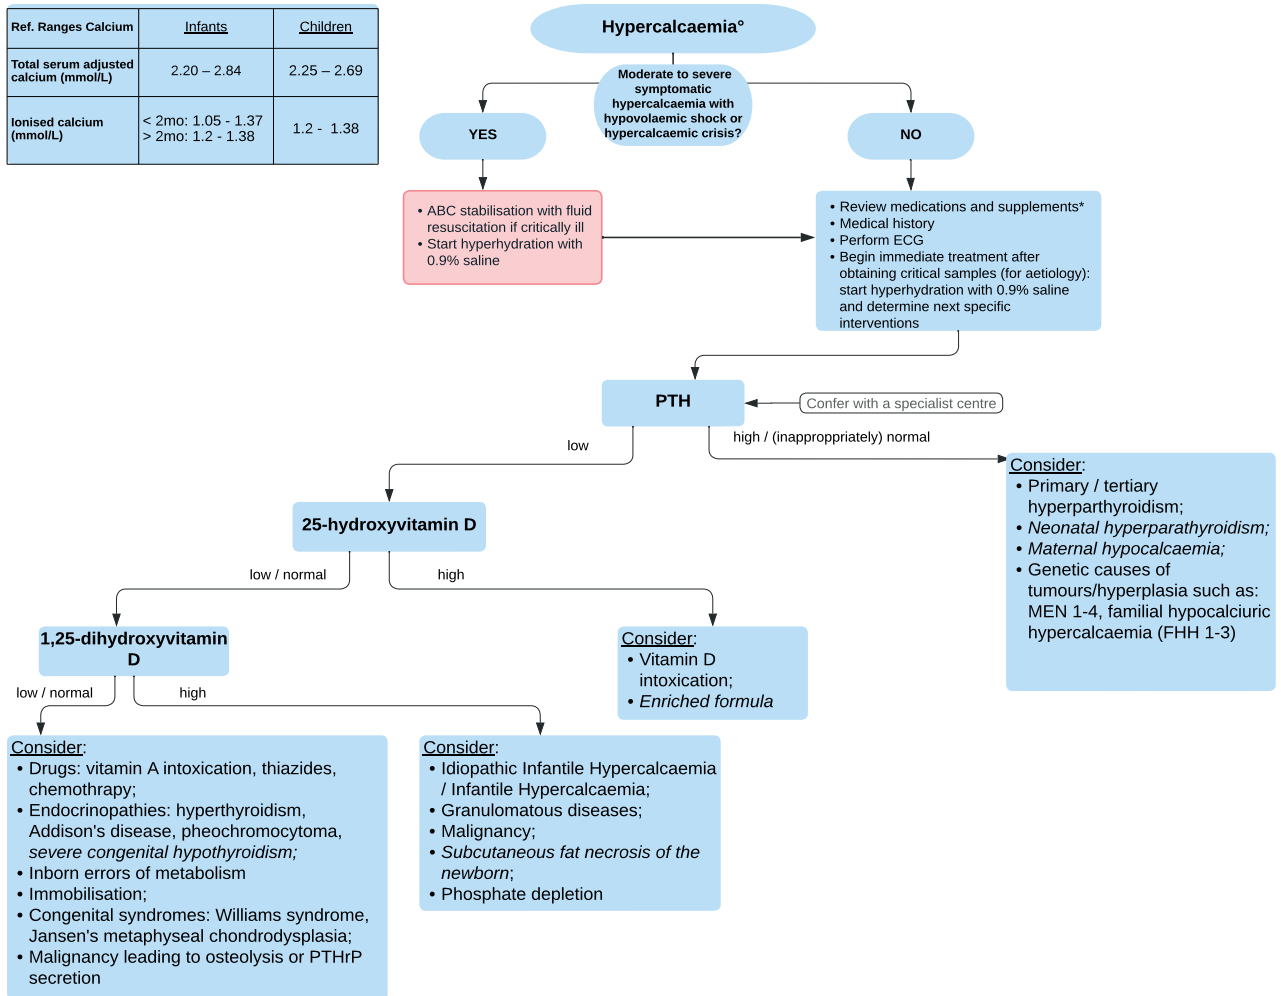 Ref. Ranges Calcium
Infants
Children
Total serum adjusted
calcium (mmol/L)
2.20 – 2.84
2.25 – 2.69
Ionised calcium
(mmol/L)
< 2mo: 1.05 - 1.37
> 2mo: 1.2 - 1.38
1.2 -  1.38
Hypercalcaemia°
Moderate to severe
symptomatic
hypercalcaemia with
hypovolaemic shock or
hypercalcaemic crisis?
YES
NO
• ABC stabilisation with fluid
resuscitation if critically ill
• Start hyperhydration with
0.9% saline
• Review medications and supplements*
• Medical history
• Perform ECG
• Begin immediate treatment after
obtaining critical samples (for aetiology):
start hyperhydration with 0.9% saline
and determine next specific
interventions
PTH
Confer with a specialist centre
low
high / (inapproppriately) normal
Consider:
• Primary / tertiary
hyperparthyroidism;
• Neonatal hyperparathyroidism;
• Maternal hypocalcaemia;
• Genetic causes of
tumours/hyperplasia such as:
MEN 1-4, familial hypocalciuric
hypercalcaemia (FHH 1-3)
25-hydroxyvitamin D
low / normal
high
1,25-dihydroxyvitamin
D
Consider:
• Vitamin D
intoxication;
• Enriched formula
low / normal
high
Consider:
• Drugs: vitamin A intoxication, thiazides,
chemothrapy;
• Endocrinopathies: hyperthyroidism,
Addison's disease, pheochromocytoma,
severe congenital hypothyroidism;
• Inborn errors of metabolism
• Immobilisation;
• Congenital syndromes: Williams syndrome,
Jansen's metaphyseal chondrodysplasia;
• Malignancy leading to osteolysis or PTHrP
secretion
Consider:
• Idiopathic Infantile Hypercalcaemia
/ Infantile Hypercalcaemia;
• Granulomatous diseases;
• Malignancy;
• Subcutaneous fat necrosis of the
newborn;
• Phosphate depletion